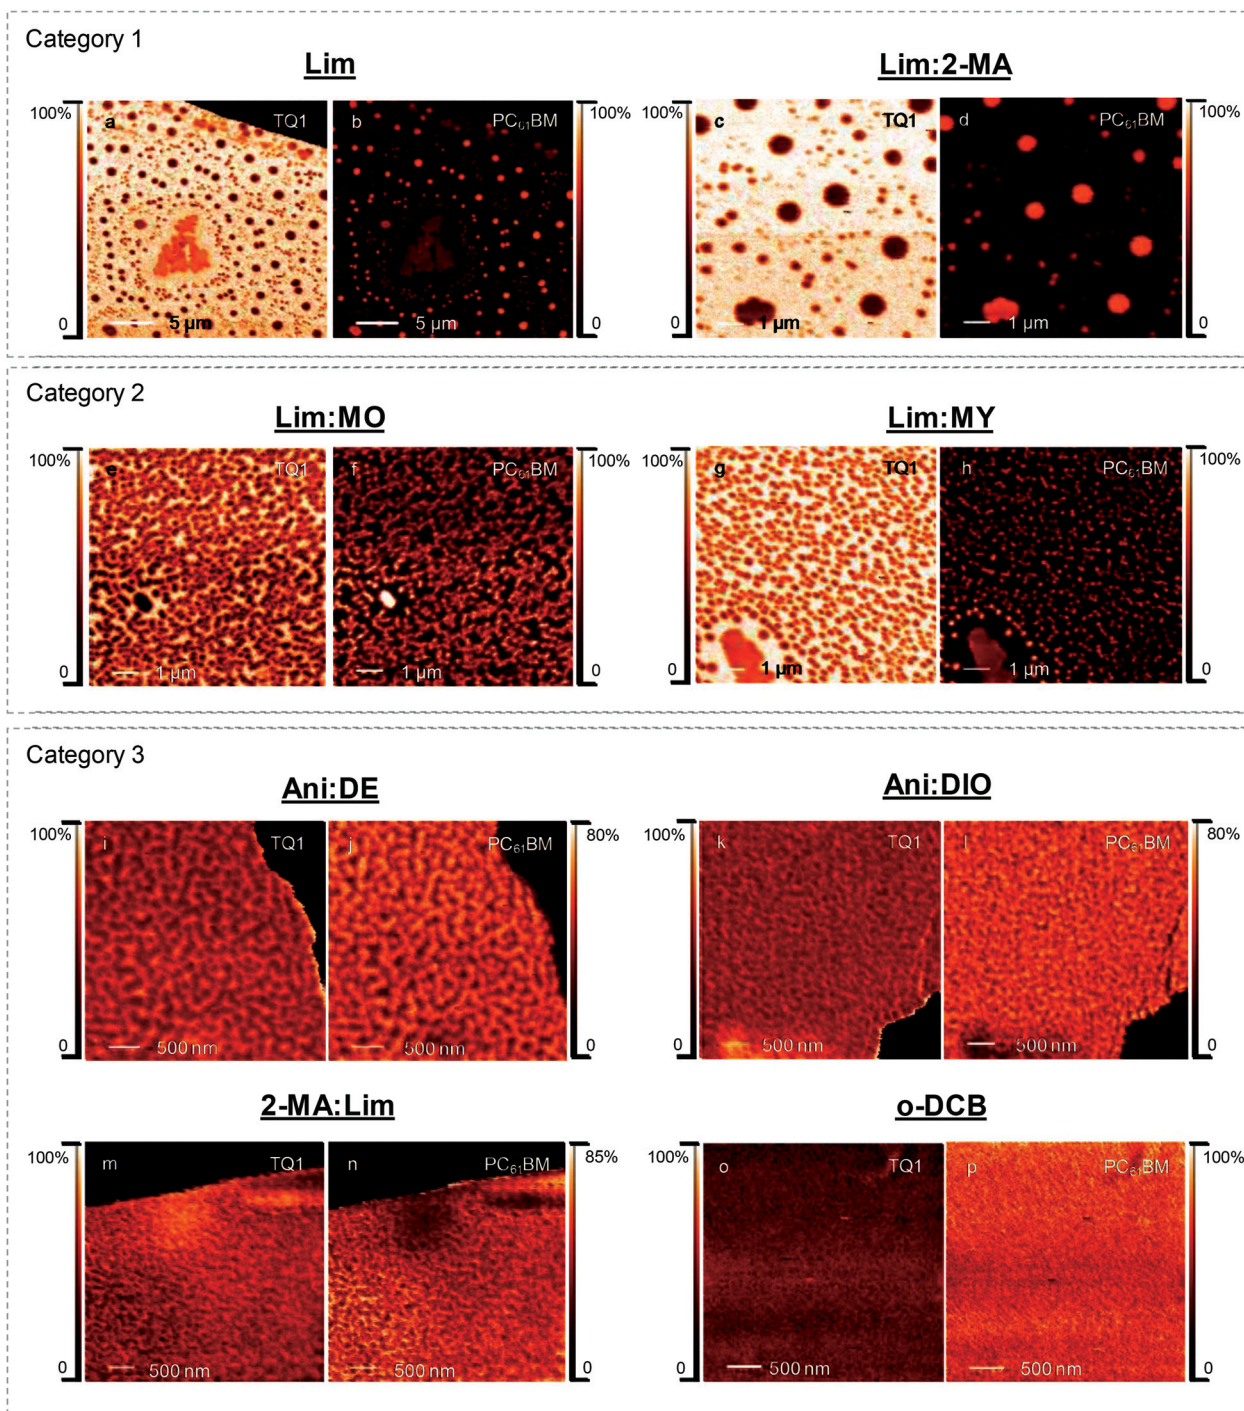 Category 1
Lim
Lim:2-MA
100% a TQ1 b PC₆₁BM 100%
100% c TQ1 d PC₆₁BM 100%
0 5 µm 5 µm 0
0 1 µm 1 µm 0
Category 2
Lim:MO
Lim:MY
100% e TQ1 f PC₆₁BM 100%
g TQ1 h PC₆₁BM 100%
0 1 µm 1 µm 0
0 1 µm 1 µm 0
Category 3
Ani:DE
Ani:DIO
100% i TQ1 j PC₆₁BM 80%
100% k TQ1 l PC₆₁BM 80%
0 500 nm 500 nm 0
0 500 nm 500 nm 0
2-MA:Lim
o-DCB
100% m TQ1 n PC₆₁BM 85%
100% o TQ1 p PC₆₁BM 100%
0 500 nm 500 nm 0
0 500 nm 500 nm 0